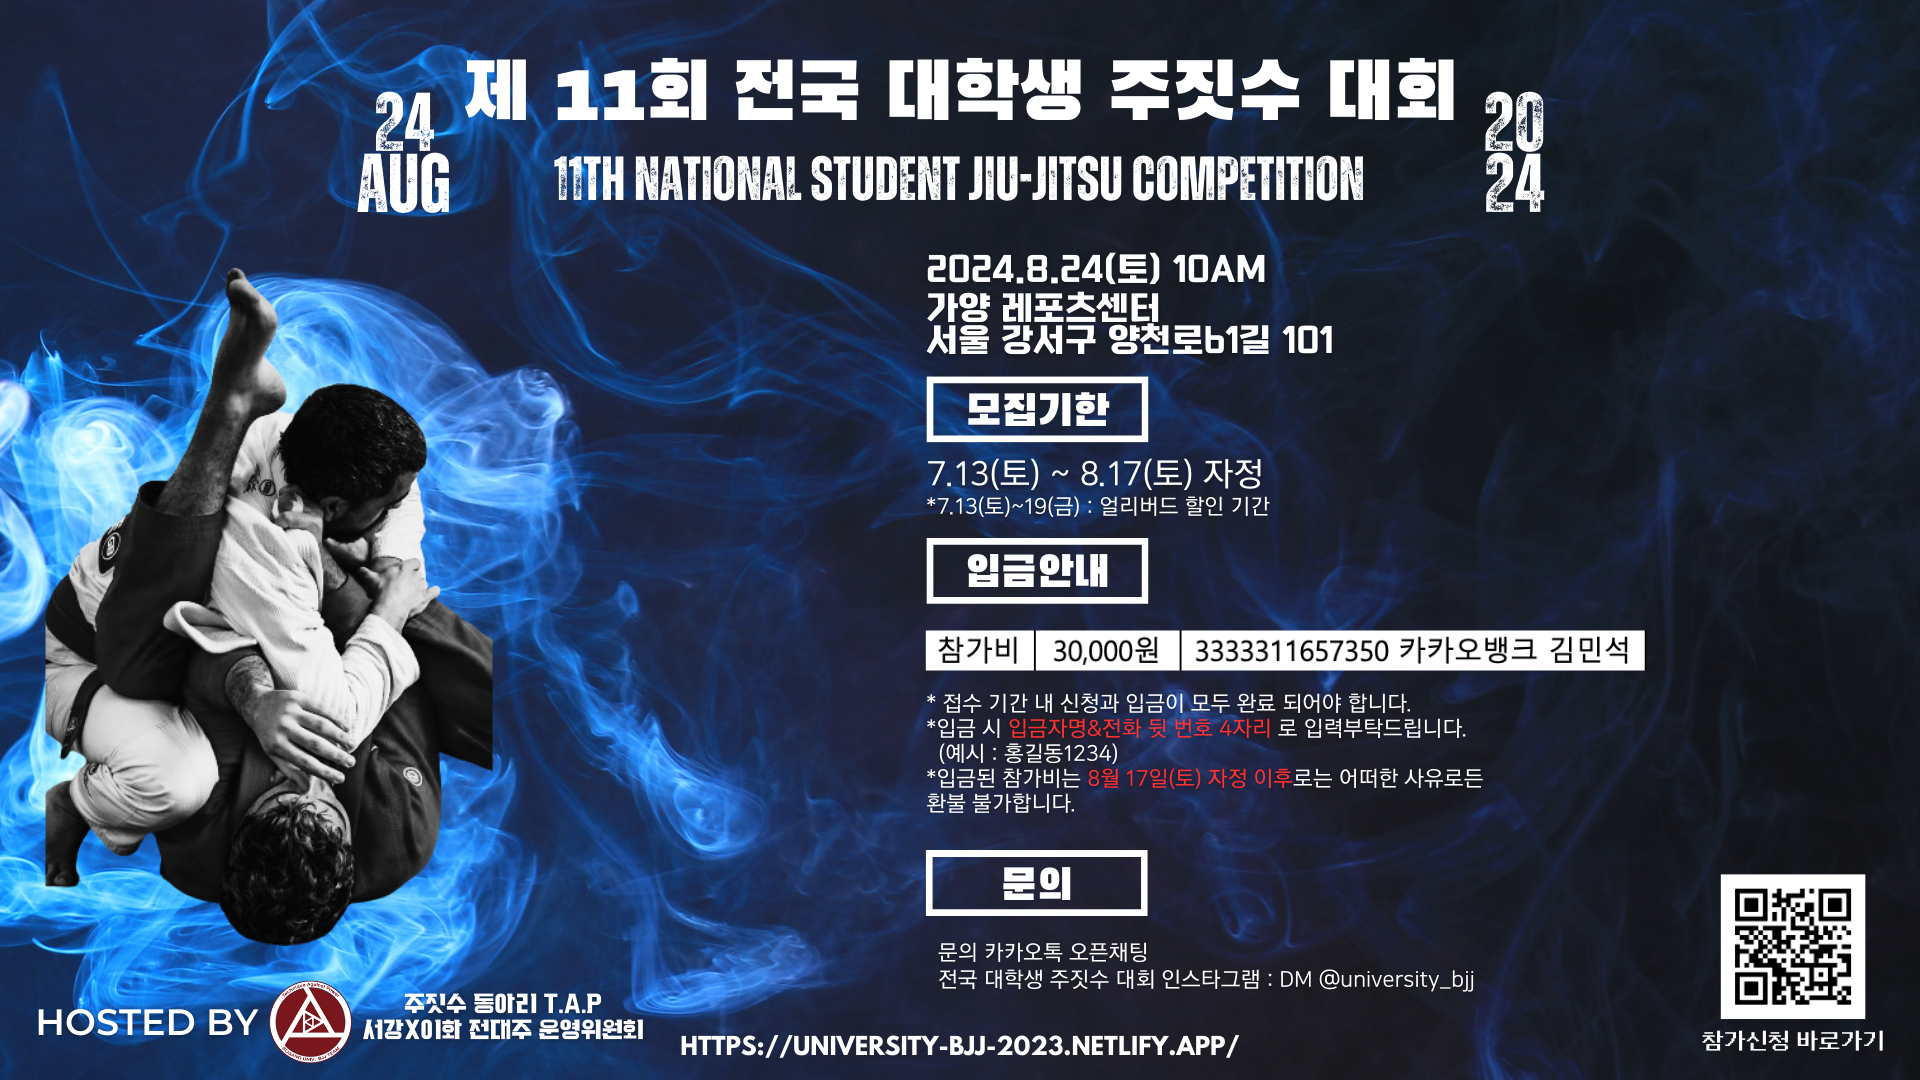 제 11회 전국 대학생 주짓수 대회
24
AUG
11TH NATIONAL STUDENT JIU-JITSU COMPETITION
20
24
2024.8.24(토) 10AM
가양 레포츠센터
서울 강서구 양천로61길 101
모집기한
7.13(토) ~ 8.17(토) 자정
*7.13(토)~19(금) : 얼리버드 할인 기간
입금안내
참가비 30,000원 3333311657350 카카오뱅크 김민석
* 접수 기간 내 신청과 입금이 모두 완료 되어야 합니다.
*입금 시 입금자명&전화 뒷 번호 4자리 로 입력부탁드립니다.
(예시 : 홍길동1234)
*입금된 참가비는 8월 17일(토) 자정 이후로는 어떠한 사유로든
환불 불가합니다.
문의
문의 카카오톡 오픈채팅
전국 대학생 주짓수 대회 인스타그램 : DM @university_bjj
HOSTED BY
주짓수 동아리 T.A.P
서강X이화 전대주 운영위원회
HTTPS://UNIVERSITY-BJJ-2023.NETLIFY.APP/
참가신청 바로가기